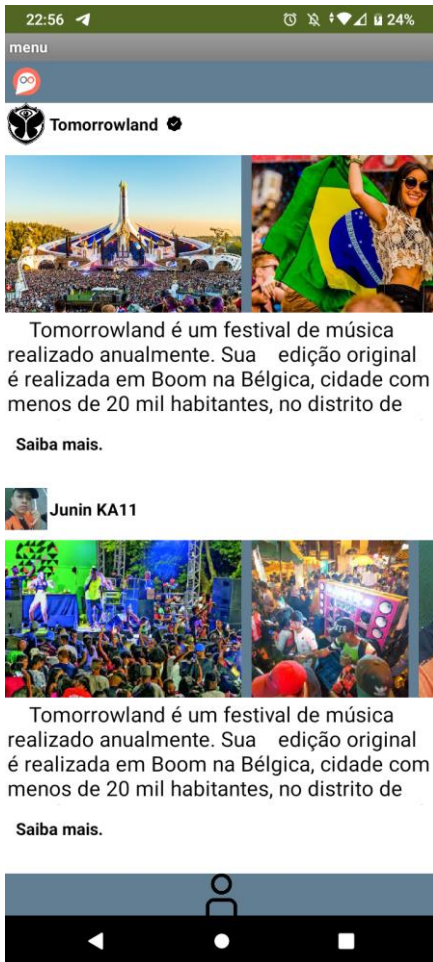 22:56
24%
menu
Tomorrowland
Tomorrowland é um festival de música
realizado anualmente. Sua    edição original
é realizada em Boom na Bélgica, cidade com
menos de 20 mil habitantes, no distrito de
Saiba mais.
Junin KA11
Tomorrowland é um festival de música
realizado anualmente. Sua    edição original
é realizada em Boom na Bélgica, cidade com
menos de 20 mil habitantes, no distrito de
Saiba mais.